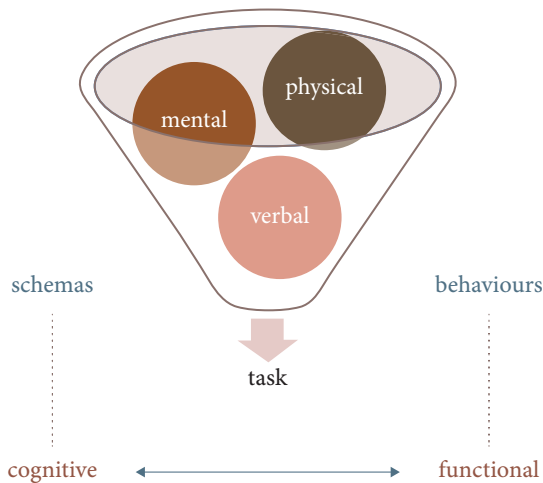 physical
mental
verbal
schemas
behaviours
task
cognitive
functional